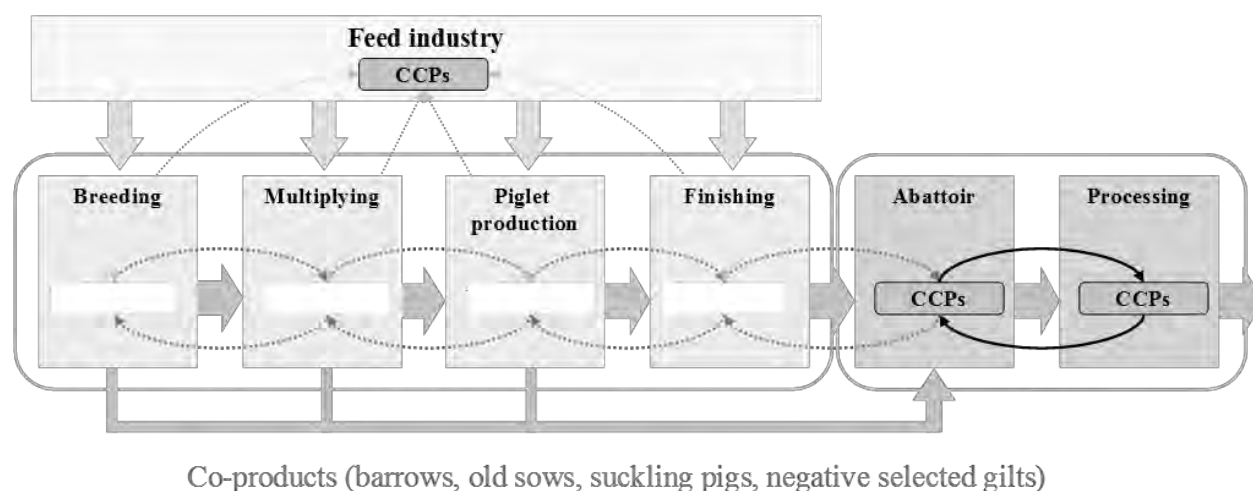 Feed industry
CCPs
Breeding
Multiplying
Piglet
production
Finishing
Abattoir
Processing
CCPs
CCPs
Co-products (barrows, old sows, suckling pigs, negative selected gilts)